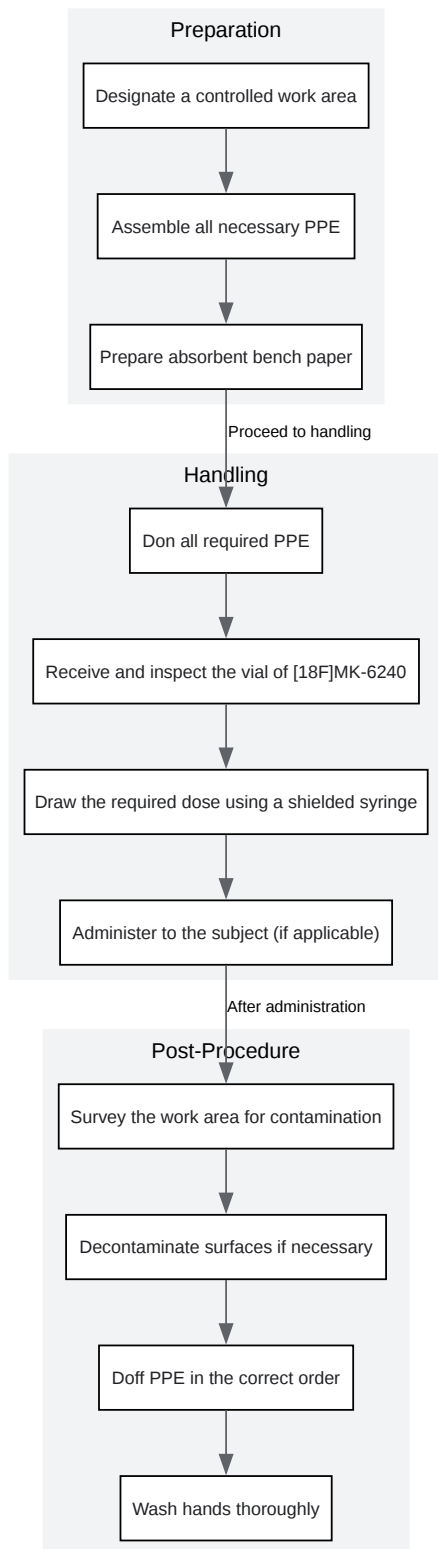 Preparation
Designate a controlled work area
Assemble all necessary PPE
Prepare absorbent bench paper
Proceed to handling
Handling
Don all required PPE
Receive and inspect the vial of [18F]MK-6240
Draw the required dose using a shielded syringe
Administer to the subject (if applicable)
After administration
Post-Procedure
Survey the work area for contamination
Decontaminate surfaces if necessary
Doff PPE in the correct order
Wash hands thoroughly